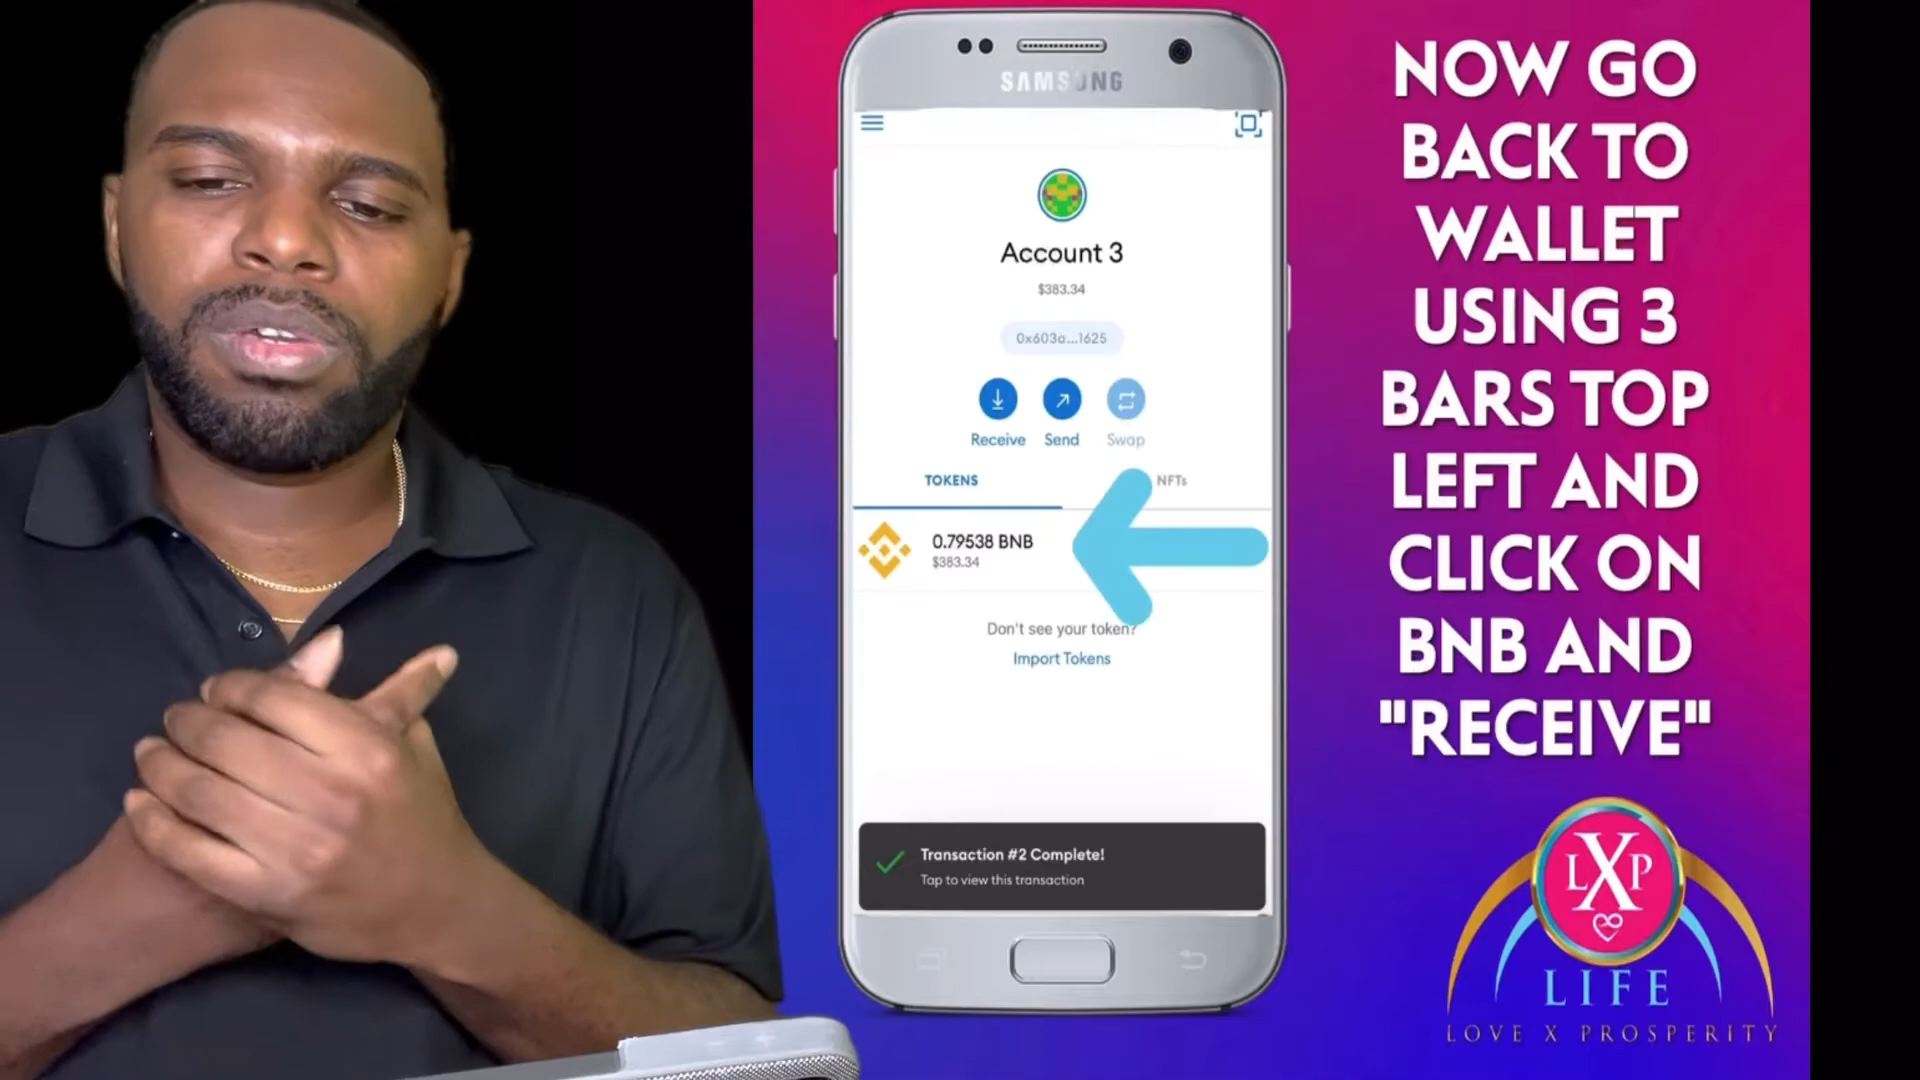 SAMSUNG
Account 3
$383.34
0x603a...1625
Receive Send Swap
TOKENS NFTs
0.79538 BNB
$383.34
Don't see your token?
Import Tokens
Transaction #2 Complete!
Tap to view this transaction
NOW GO
BACK TO
WALLET
USING 3
BARS TOP
LEFT AND
CLICK ON
BNB AND
"RECEIVE"
LXP
LIFE
LOVE X PROSPERITY